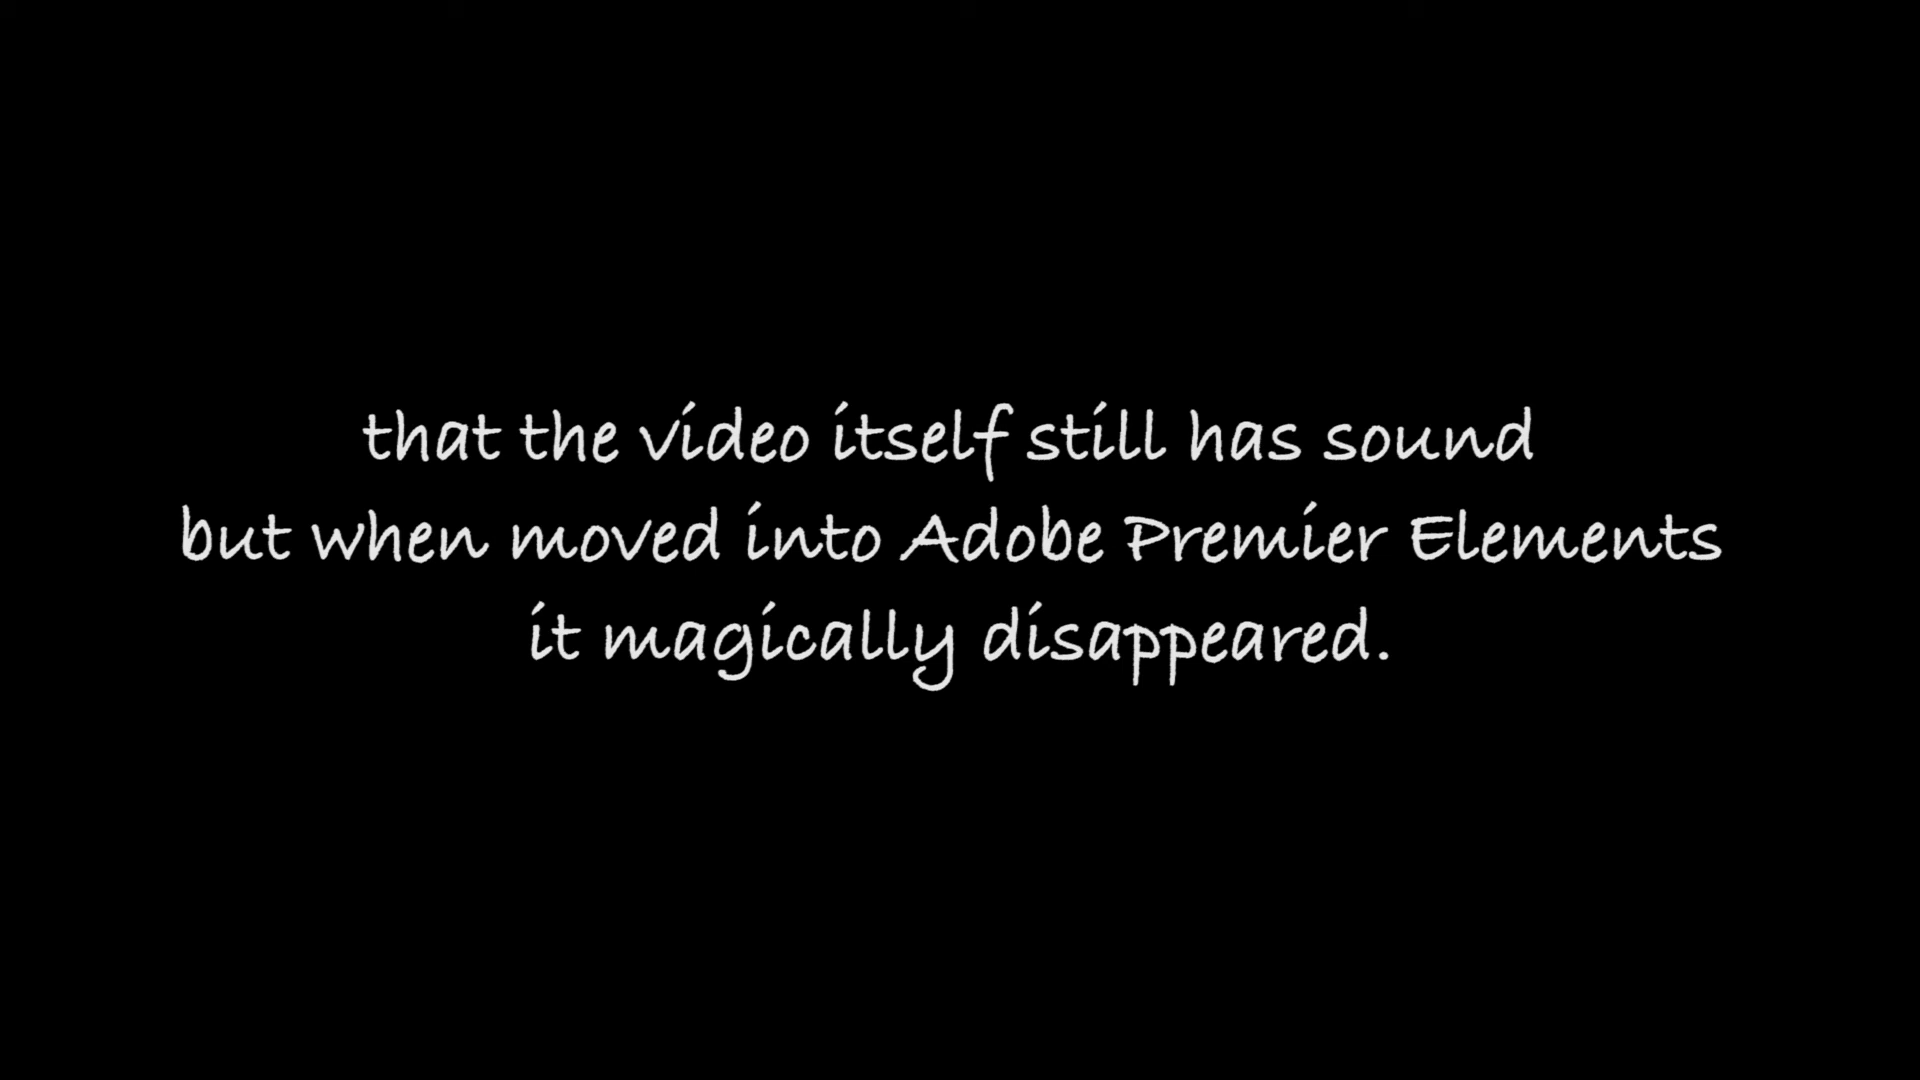 that the video itself still has sound
but when moved into Adobe Premier Elements
it magically disappeared.